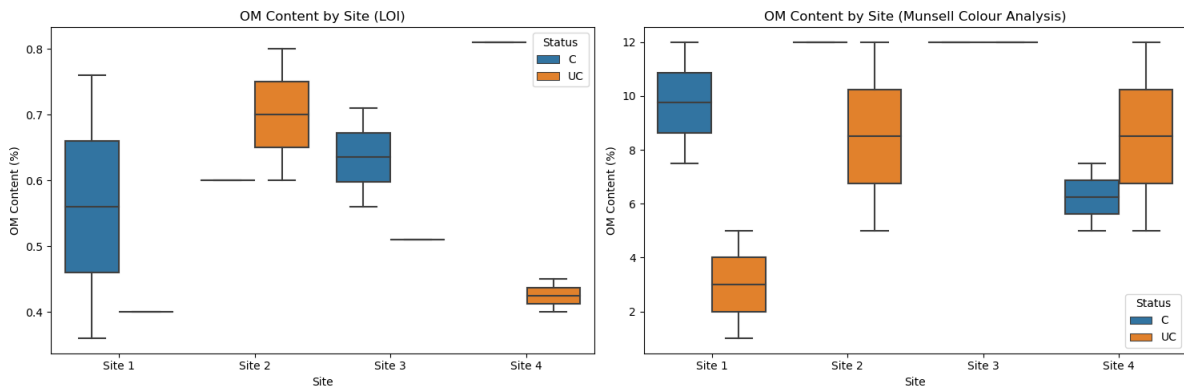 OM Content by Site (LOI)
OM Content (%)
0.8
0.7
0.6
0.5
0.4
Status
C
UC
Site 1
Site 2
Site 3
Site 4
Site
OM Content by Site (Munsell Colour Analysis)
OM Content (%)
12
10
8
6
4
2
Status
C
UC
Site 1
Site 2
Site 3
Site 4
Site